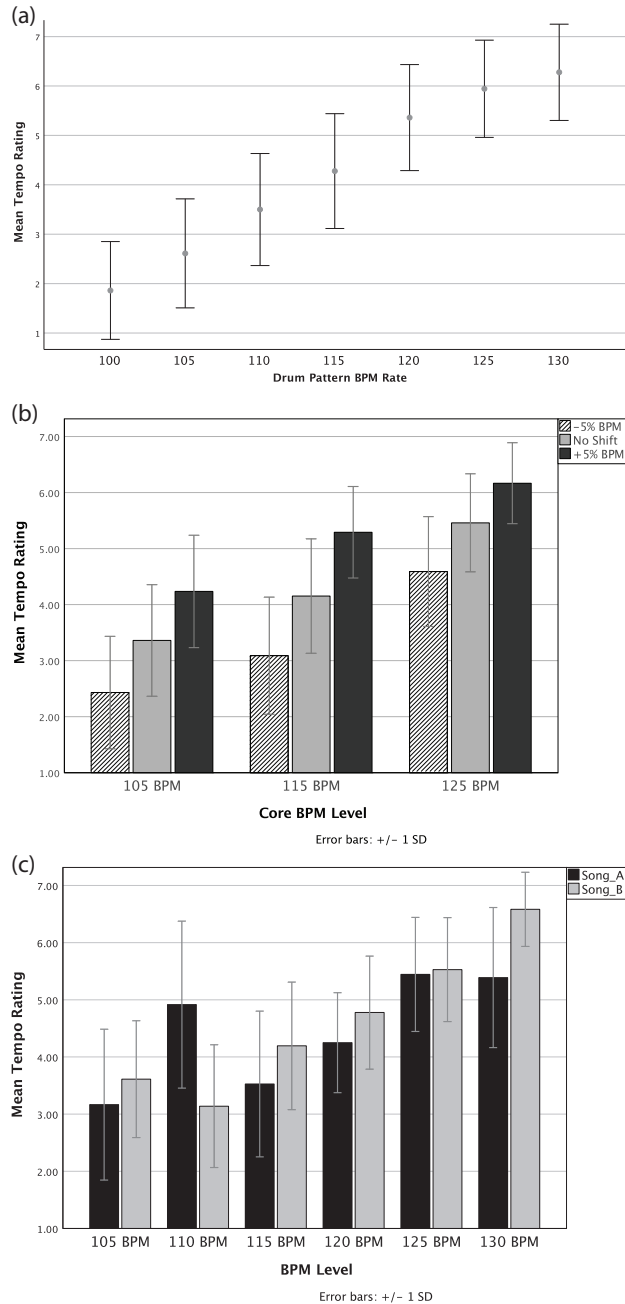 (a)
7
6
5
4
3
2
1
Mean Tempo Rating
100 105 110 115 120 125 130
Drum Pattern BPM Rate
(b)
-5% BPM
No Shift
+5% BPM
7.00
6.00
5.00
4.00
3.00
2.00
1.00
Mean Tempo Rating
105 BPM 115 BPM 125 BPM
Core BPM Level
Error bars: +/- 1 SD
(c)
Song_A
Song_B
7.00
6.00
5.00
4.00
3.00
2.00
1.00
Mean Tempo Rating
105 BPM 110 BPM 115 BPM 120 BPM 125 BPM 130 BPM
BPM Level
Error bars: +/- 1 SD